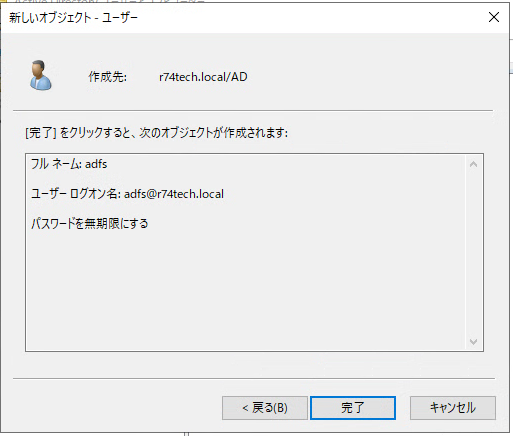 新しいオブジェクト - ユーザー
作成先: r74tech.local/AD
[完了] をクリックすると、次のオブジェクトが作成されます:
フル ネーム: adfs
ユーザー ログオン名: adfs@r74tech.local
パスワードを無期限にする
< 戻る(B) 完了 キャンセル